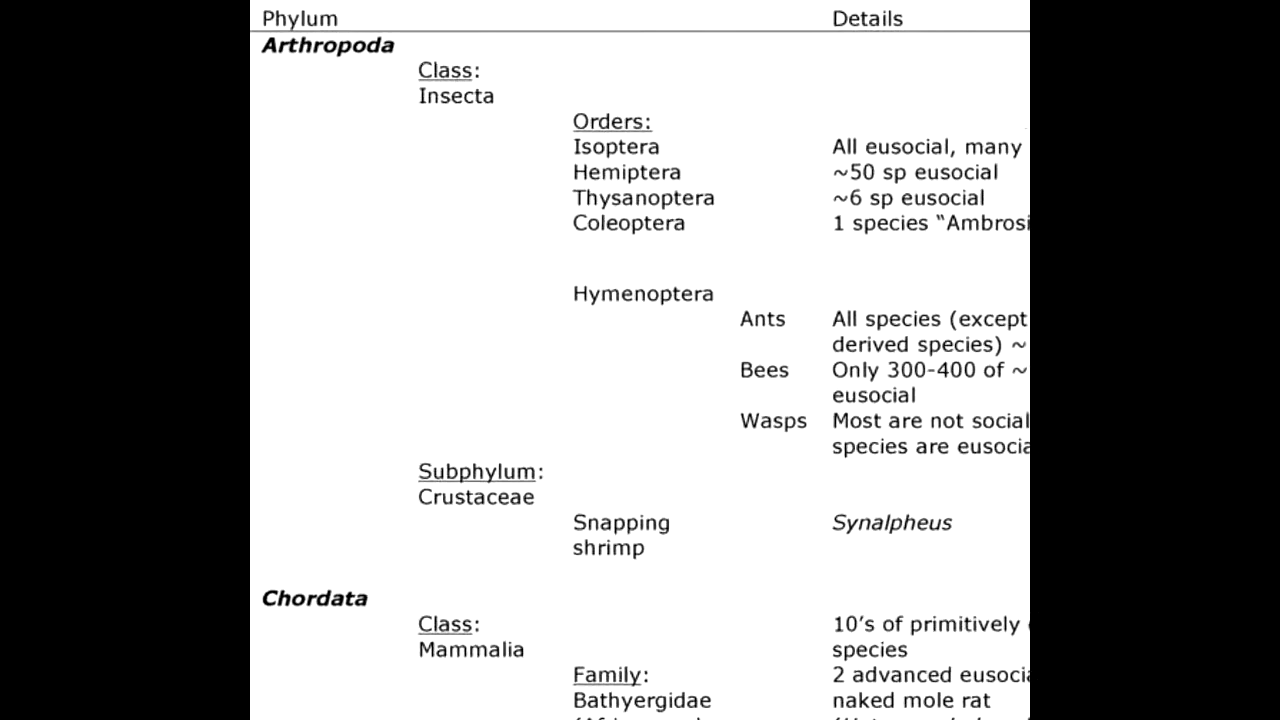 Phylum Details
Arthropoda
Class:
Insecta
Orders:
Isoptera All eusocial, many
Hemiptera ~50 sp eusocial
Thysanoptera ~6 sp eusocial
Coleoptera 1 species “Ambrosi
Hymenoptera
Ants All species (except
derived species) ~
Bees Only 300-400 of ~
eusocial
Wasps Most are not social
species are eusocia
Subphylum:
Crustaceae
Snapping Synalpheus
shrimp
Chordata
Class: 10’s of primitively
Mammalia species
Family: 2 advanced eusocia
Bathyergidae naked mole rat